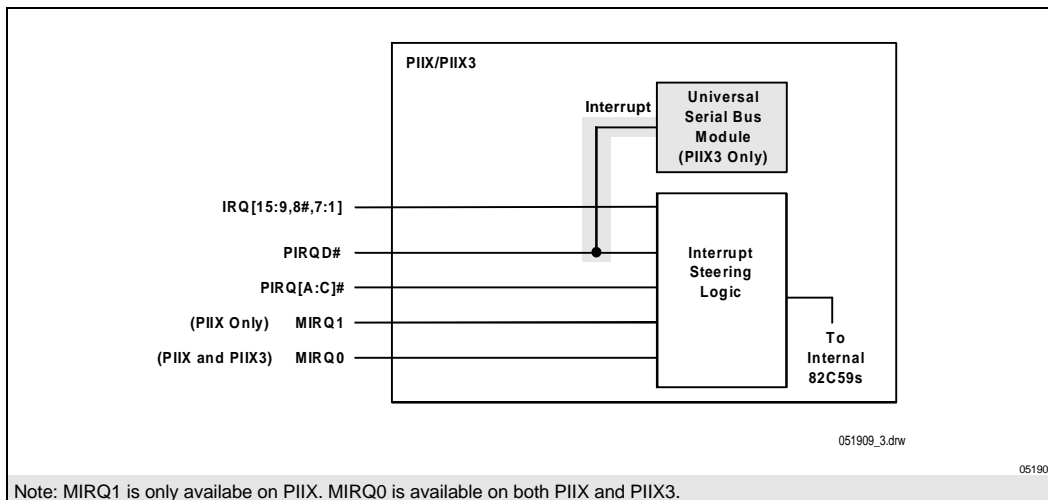 PIIX/PIIX3
Interrupt
Universal
Serial Bus
Module
(PIIX3 Only)
IRQ[15:9,8#,7:1]
PIRQD#
PIRQ[A:C]#
(PIIX Only) MIRQ1
(PIIX and PIIX3) MIRQ0
Interrupt
Steering
Logic
To
Internal
82C59s
051909_3.drw
05190
Note: MIRQ1 is only availabe on PIIX. MIRQ0 is available on both PIIX and PIIX3.